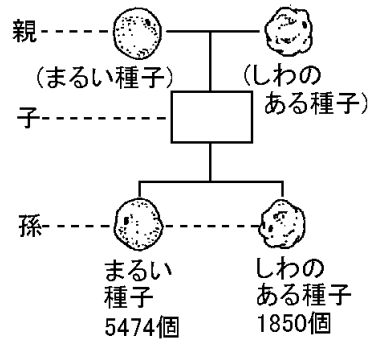 親
(まるい種子)
(しわの
ある種子)
子
孫
まるい
種子
5474個
しわの
ある種子
1850個